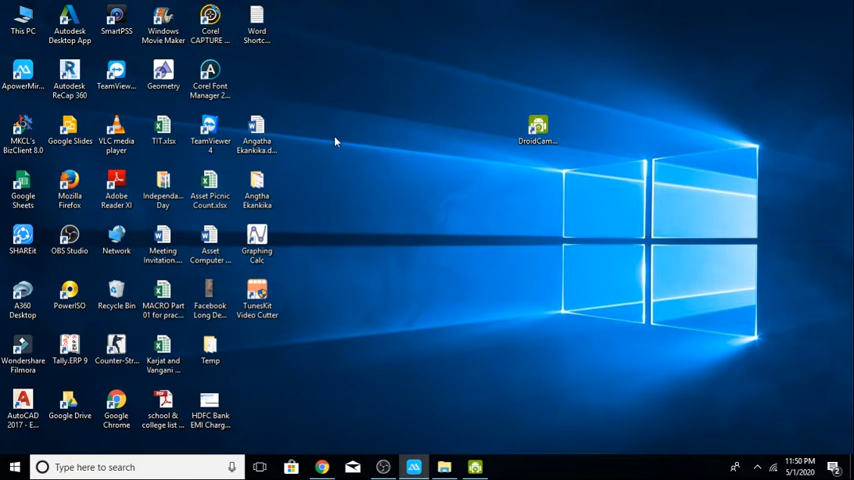 This PC
Autodesk
Desktop App
SmartPSS
Windows
Movie Maker
Corel
CAPTURE ...
Word
Shortc...
ApowerMir...
Autodesk
ReCap 360
TeamView...
Geometry
Corel Font
Manager 2...
MKCL's
BizClient 8.0
Google Slides
VLC media
player
TIT.xlsx
TeamViewer
4
Angatha
Ekankika.d...
DroidCam...
Google
Sheets
Mozilla
Firefox
Adobe
Reader XI
Independa...
Day
Asset Picnic
Count.xlsx
Angtha
Ekankika
SHAREit
OBS Studio
Network
Meeting
Invitation....
Asset
Computer ...
Graphing
Calc
A360
Desktop
PowerISO
Recycle Bin
MACRO Part
01 for prac...
Facebook
Long De...
TunesKit
Video Cutter
Wondershare
Filmora
Tally.ERP 9
Counter-Str...
Karjat and
Vangani ...
Temp
AutoCAD
2017 - E...
Google Drive
Google
Chrome
school &
college list ...
HDFC Bank
EMI Charg...
Type here to search
11:50 PM
5/1/2020
2